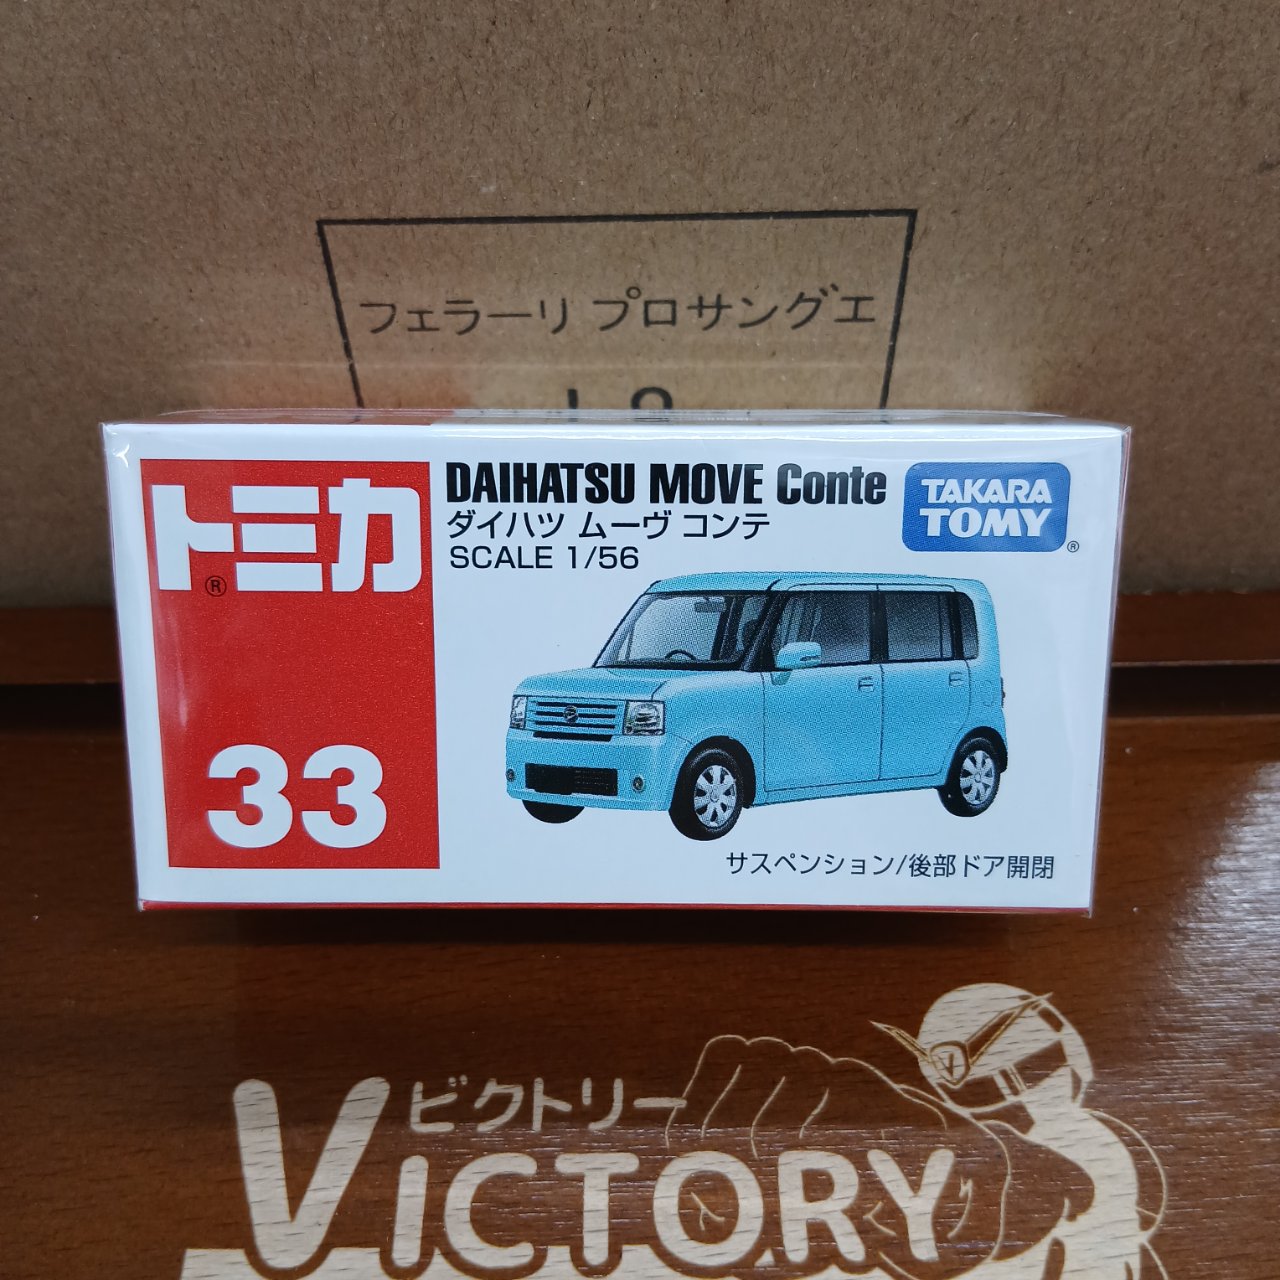 フェラーリ プロサングエ
トミカ
®
33
DAIHATSU MOVE Conte
ダイハツ ムーヴ コンテ
SCALE 1/56
TAKARA
TOMY
®
サスペンション/後部ドア開閉
ビクトリー
VICTORY
V